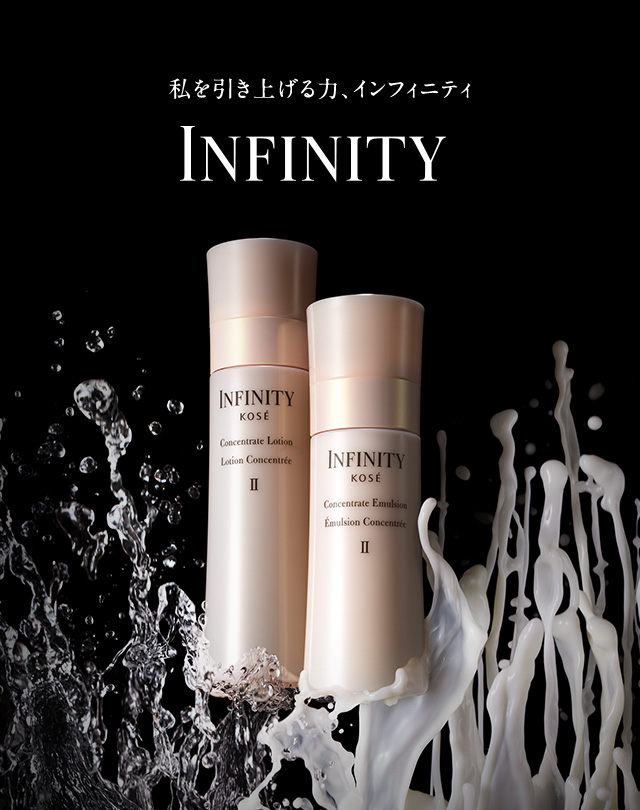 私を引き上げる力、インフィニティ
INFINITY
INFINITY
KOSÉ
Concentrate Lotion
Lotion Concentrée
II
INFINITY
KOSÉ
Concentrate Emulsion
Émulsion Concentrée
II